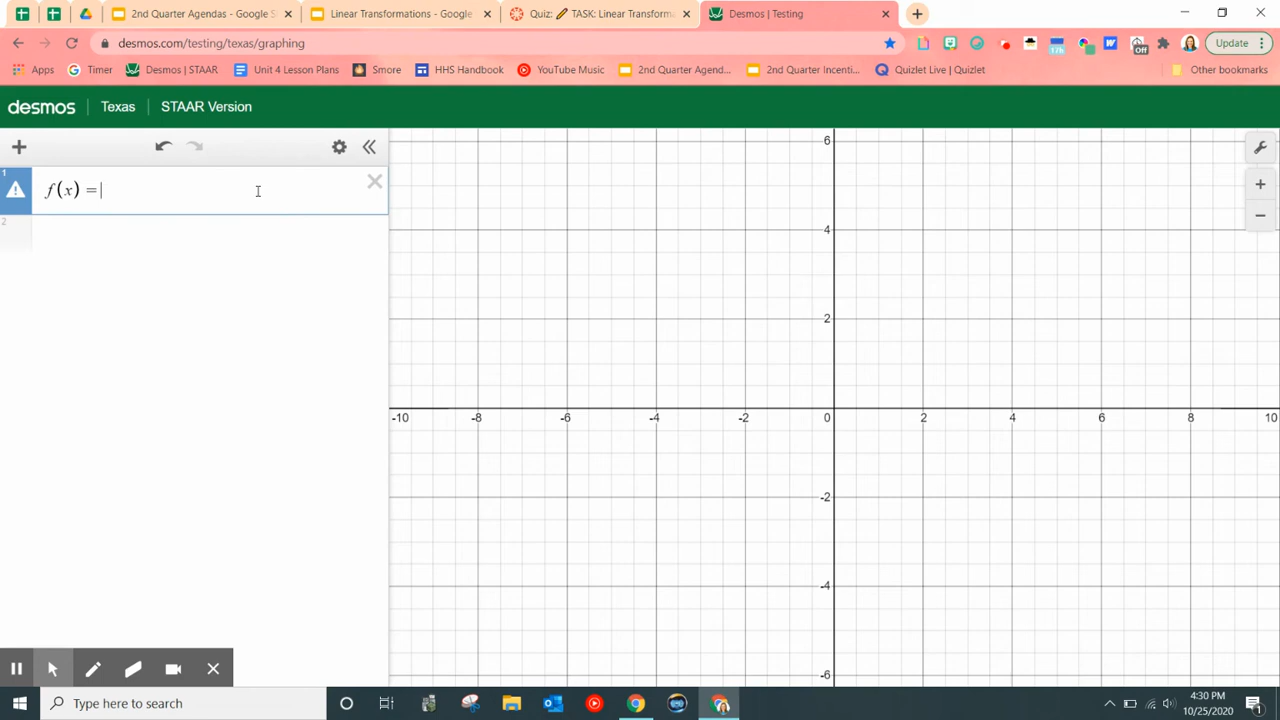 2nd Quarter Agendas - Google S
Linear Transformations - Google
Quiz: TASK: Linear Transform
Desmos | Testing
desmos.com/testing/texas/graphing
17h
Off
Update
Apps
Timer
Desmos | STAAR
Unit 4 Lesson Plans
Smore
HHS Handbook
YouTube Music
2nd Quarter Agend...
2nd Quarter Incenti...
Quizlet Live | Quizlet
Other bookmarks
desmos
Texas
STAAR Version
1
f(x) =
2
6
4
2
-10 -8 -6 -4 -2 0 2 4 6 8 10
-2
-4
-6
Type here to search
4:30 PM
10/25/2020
1